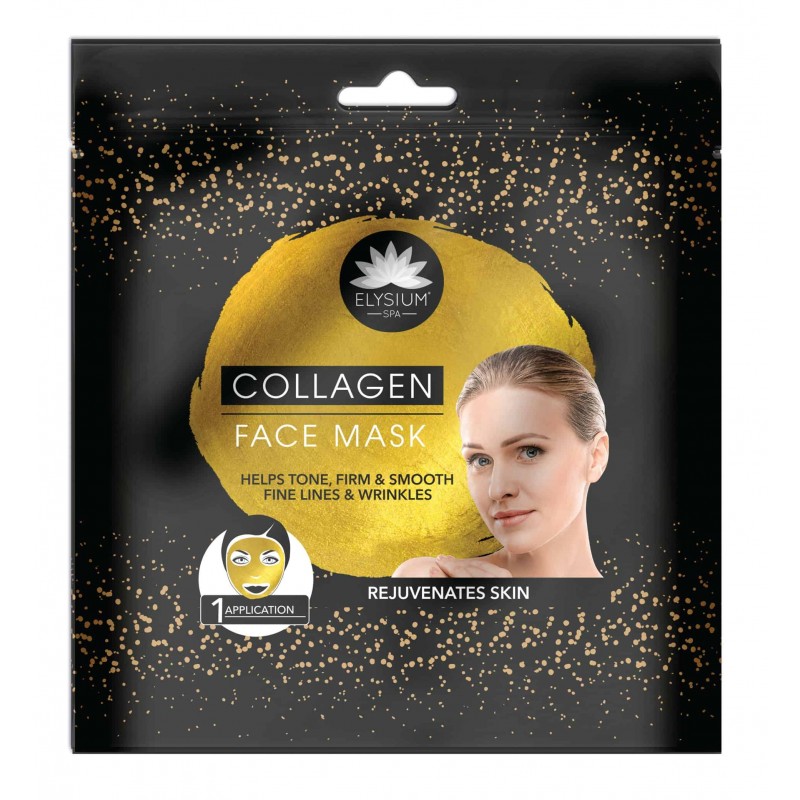 ELYSIUM®
SPA
COLLAGEN
FACE MASK
HELPS TONE, FIRM & SMOOTH
FINE LINES & WRINKLES
1 APPLICATION
REJUVENATES SKIN